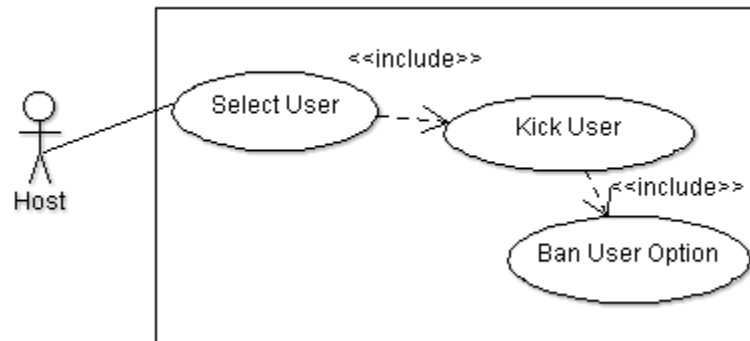 <<include>>
Select User
Kick User
Host
<<include>>
Ban User Option